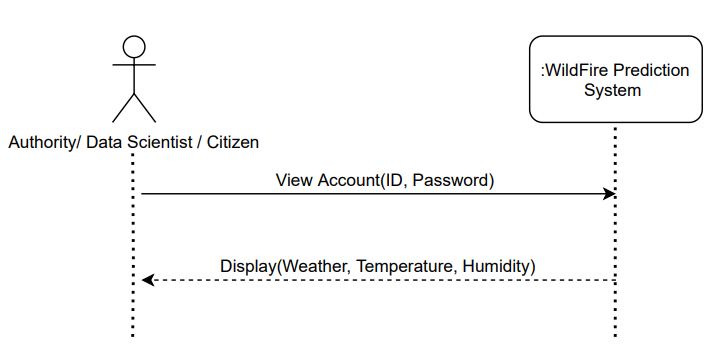 :WildFire Prediction
System
Authority/ Data Scientist / Citizen
View Account(ID, Password)
Display(Weather, Temperature, Humidity)